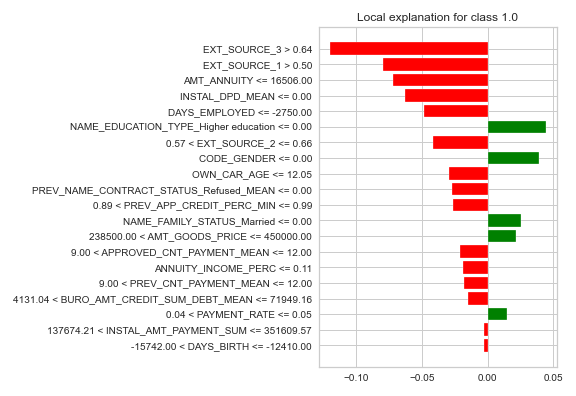 Local explanation for class 1.0
EXT_SOURCE_3 > 0.64
EXT_SOURCE_1 > 0.50
AMT_ANNUITY <= 16506.00
INSTAL_DPD_MEAN <= 0.00
DAYS_EMPLOYED <= -2750.00
NAME_EDUCATION_TYPE_Higher education <= 0.00
0.57 < EXT_SOURCE_2 <= 0.66
CODE_GENDER <= 0.00
OWN_CAR_AGE <= 12.05
PREV_NAME_CONTRACT_STATUS_Refused_MEAN <= 0.00
0.89 < PREV_APP_CREDIT_PERC_MIN <= 0.99
NAME_FAMILY_STATUS_Married <= 0.00
238500.00 < AMT_GOODS_PRICE <= 450000.00
9.00 < APPROVED_CNT_PAYMENT_MEAN <= 12.00
ANNUITY_INCOME_PERC <= 0.11
9.00 < PREV_CNT_PAYMENT_MEAN <= 12.00
4131.04 < BURO_AMT_CREDIT_SUM_DEBT_MEAN <= 71949.16
0.04 < PAYMENT_RATE <= 0.05
137674.21 < INSTAL_AMT_PAYMENT_SUM <= 351609.57
-15742.00 < DAYS_BIRTH <= -12410.00
−0.10 −0.05 0.00 0.05